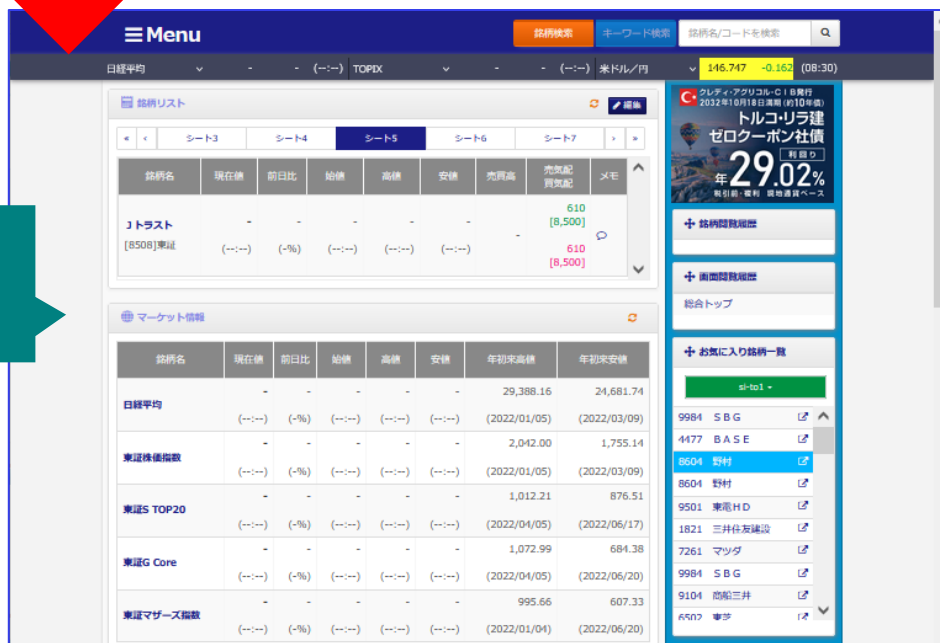 Menu
銘柄検索 キーワード検索 銘柄名/コードを検索
日経平均 - - (--:--) TOPIX - - (--:--) 米ドル／円 146.747 -0.162 (08:30)
銘柄リスト 編集
« ‹ シート3 シート4 シート5 シート6 シート7 › »
銘柄名 現在値 前日比 始値 高値 安値 売買高 売気配 買気配 メモ
Jトラスト - - - - - 610
[8508]東証 (--:--) (-%) (--:--) (--:--) (--:--) - [8,500]
610
[8,500]
マーケット情報
銘柄名 現在値 前日比 始値 高値 安値 年初来高値 年初来安値
日経平均 - - - - - 29,388.16 24,681.74
(--:--) (-%) (--:--) (--:--) (--:--) (2022/01/05) (2022/03/09)
東証株価指数 - - - - - 2,042.00 1,755.14
(--:--) (-%) (--:--) (--:--) (--:--) (2022/01/05) (2022/03/09)
東証S TOP20 - - - - - 1,012.21 876.51
(--:--) (-%) (--:--) (--:--) (--:--) (2022/04/05) (2022/06/17)
東証G Core - - - - - 1,072.99 684.38
(--:--) (-%) (--:--) (--:--) (--:--) (2022/04/05) (2022/06/20)
東証マザーズ指数 - - - - - 995.66 607.33
(--:--) (-%) (--:--) (--:--) (--:--) (2022/01/04) (2022/06/20)
クレディ・アグリコル-CIB発行
2032年10月18日満期(約10年債)
トルコ・リラ建
ゼロクーポン社債
利回り
年29.02%
税引前・複利 現地通貨ベース
銘柄閲覧履歴
画面閲覧履歴
総合トップ
お気に入り銘柄一覧
si-to1
9984 ＳＢＧ
4477 ＢＡＳＥ
8604 野村
8604 野村
9501 東電ＨＤ
1821 三井住友建設
7261 マツダ
9984 ＳＢＧ
9104 商船三井
6502 東芝